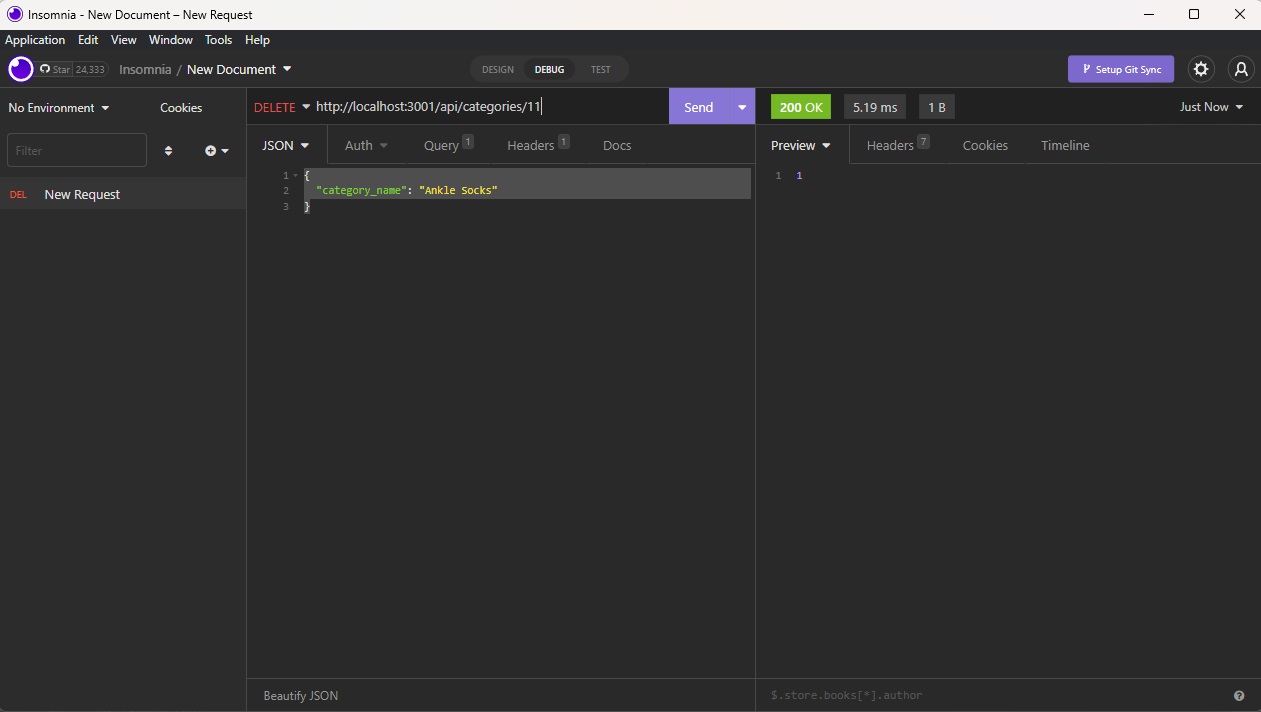 Insomnia - New Document – New Request
Application Edit View Window Tools Help
Star 24,333 Insomnia / New Document DESIGN DEBUG TEST Setup Git Sync
No Environment Cookies DELETE http://localhost:3001/api/categories/11 Send 200 OK 5.19 ms 1 B Just Now
Filter JSON Auth Query 1 Headers 1 Docs Preview Headers 7 Cookies Timeline
DEL New Request
1 {
2 "category_name": "Ankle Socks"
3 }
1 1
Beautify JSON $.store.books[*].author